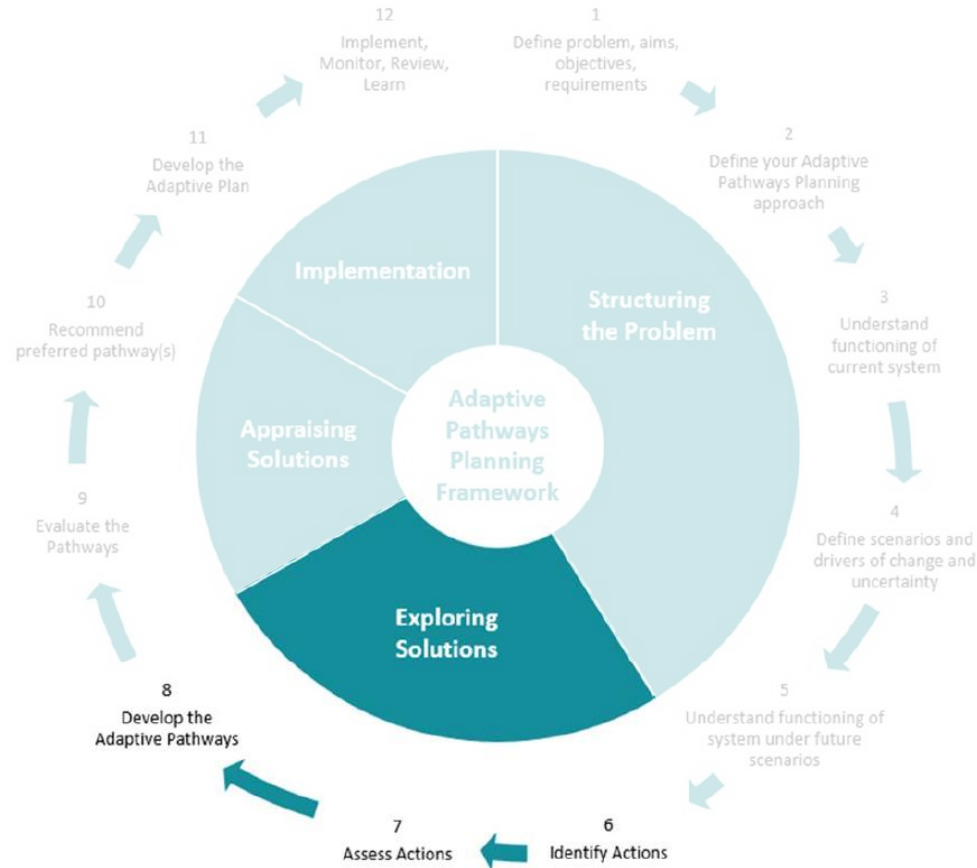 12
Implement,
Monitor, Review,
Learn
1
Define problem, aims,
objectives,
requirements
11
Develop the
Adaptive Plan
2
Define your Adaptive
Pathways Planning
approach
Implementation
Structuring
the Problem
10
Recommend
preferred pathway(s)
3
Understand
functioning of
current system
Adaptive
Pathways
Planning
Framework
Appraising
Solutions
9
Evaluate the
Pathways
4
Define scenarios and
drivers of change and
uncertainty
Exploring
Solutions
8
Develop the
Adaptive Pathways
5
Understand functioning of
system under future
scenarios
7
Assess Actions
6
Identify Actions